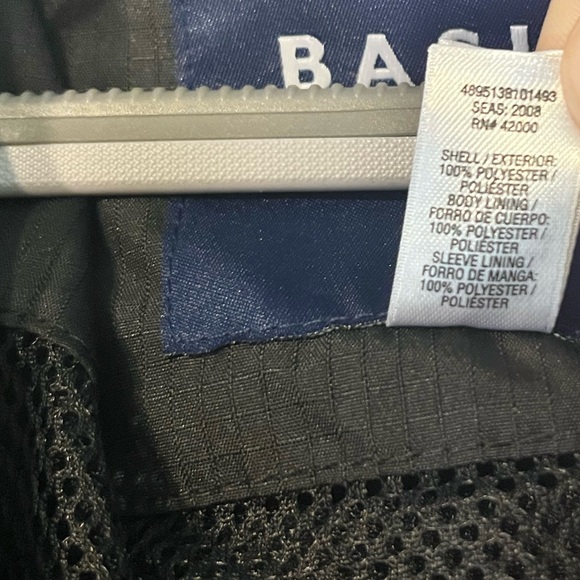 BASI
4895138101493
SEAS: 2008
RN# 42000
SHELL / EXTERIOR:
100% POLYESTER /
POLIÉSTER
BODY LINING /
FORRO DE CUERPO:
100% POLYESTER /
POLIÉSTER
SLEEVE LINING /
FORRO DE MANGA:
100% POLYESTER /
POLIÉSTER